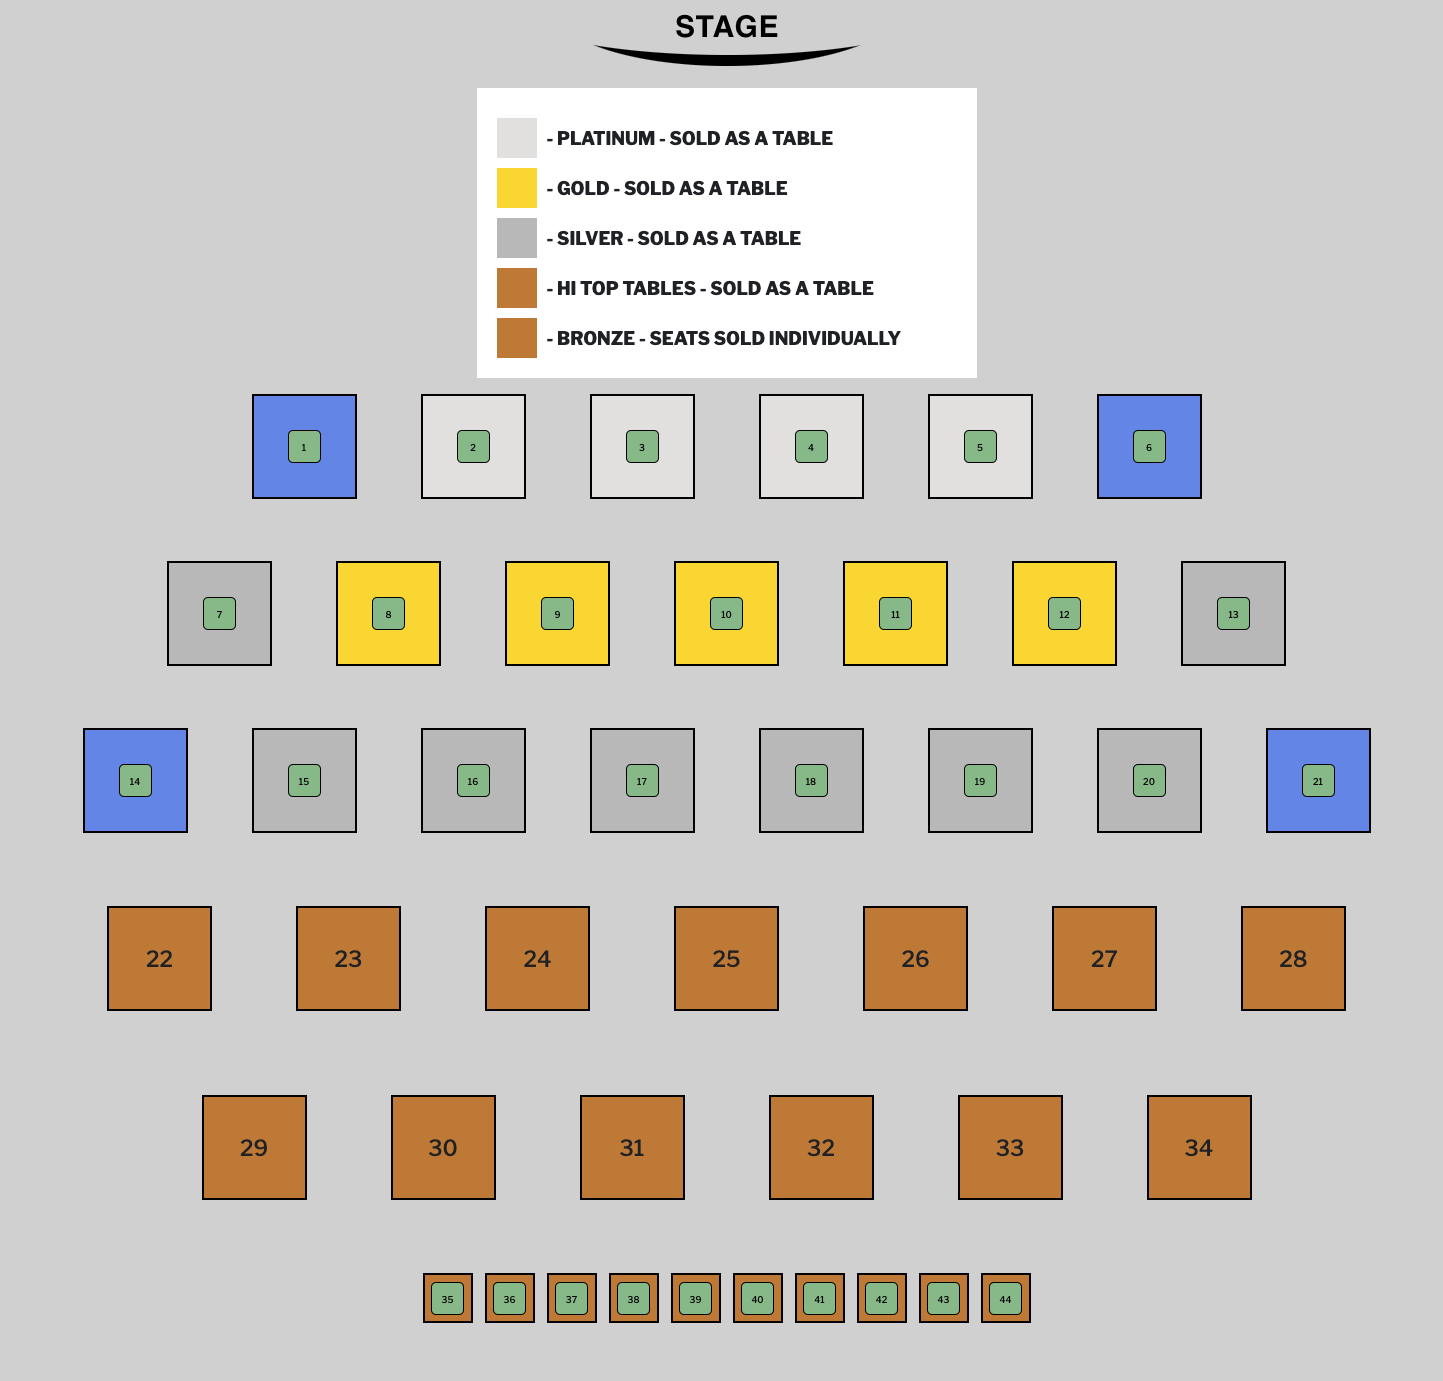 STAGE
- PLATINUM - SOLD AS A TABLE
- GOLD - SOLD AS A TABLE
- SILVER - SOLD AS A TABLE
- HI TOP TABLES - SOLD AS A TABLE
- BRONZE - SEATS SOLD INDIVIDUALLY
1 2 3 4 5 6
7 8 9 10 11 12 13
14 15 16 17 18 19 20 21
22 23 24 25 26 27 28
29 30 31 32 33 34
35 36 37 38 39 40 41 42 43 44